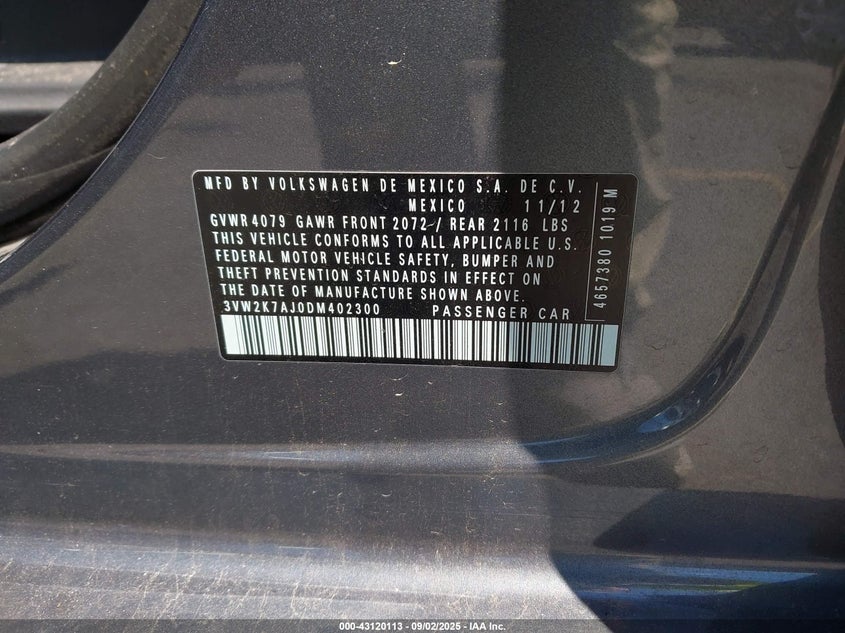 MFD BY VOLKSWAGEN DE MEXICO S.A. DE C.V.
MEXICO 11/12
GVWR 4079 GAWR FRONT 2072 / REAR 2116 LBS
THIS VEHICLE CONFORMS TO ALL APPLICABLE U.S.
FEDERAL MOTOR VEHICLE SAFETY, BUMPER AND
THEFT PREVENTION STANDARDS IN EFFECT ON
THE DATE OF MANUFACTURE SHOWN ABOVE.
3VW2K7AJ0DM402300 PASSENGER CAR
4657380 1019 M
000-43120113 - 09/02/2025 - IAA Inc.